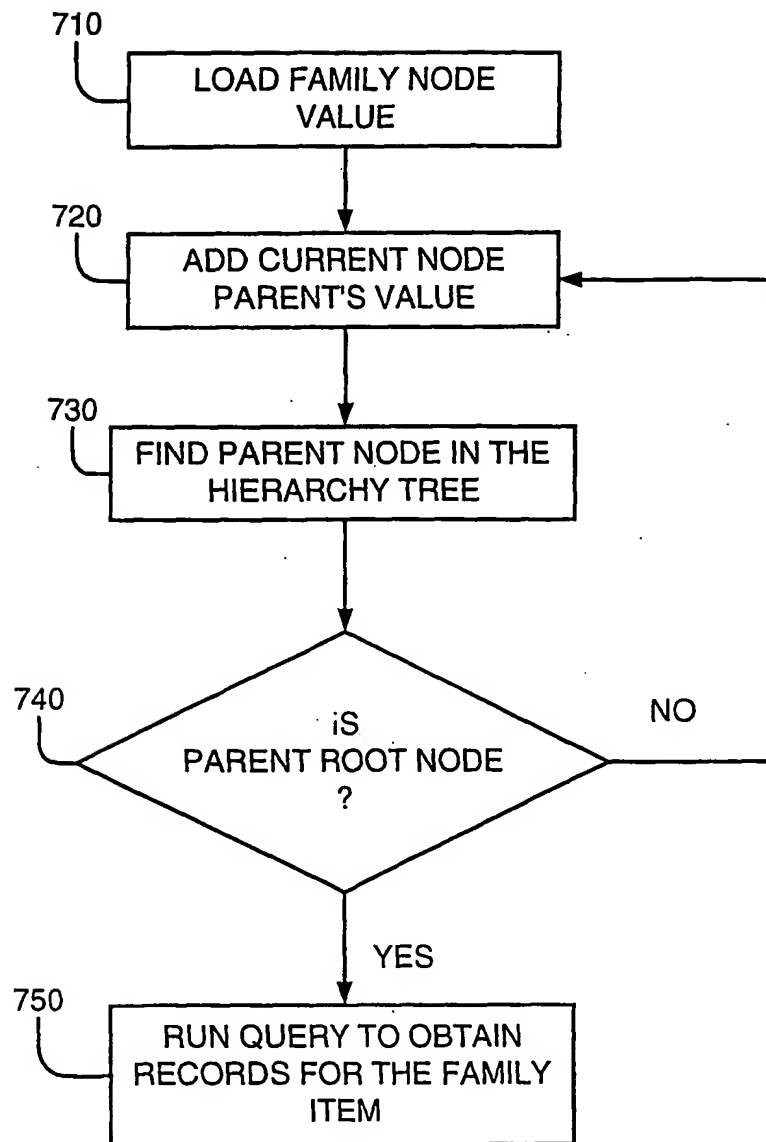 710
LOAD FAMILY NODE
VALUE
720
ADD CURRENT NODE
PARENT'S VALUE
730
FIND PARENT NODE IN THE
HIERARCHY TREE
740
iS
PARENT ROOT NODE
?
NO
YES
750
RUN QUERY TO OBTAIN
RECORDS FOR THE FAMILY
ITEM